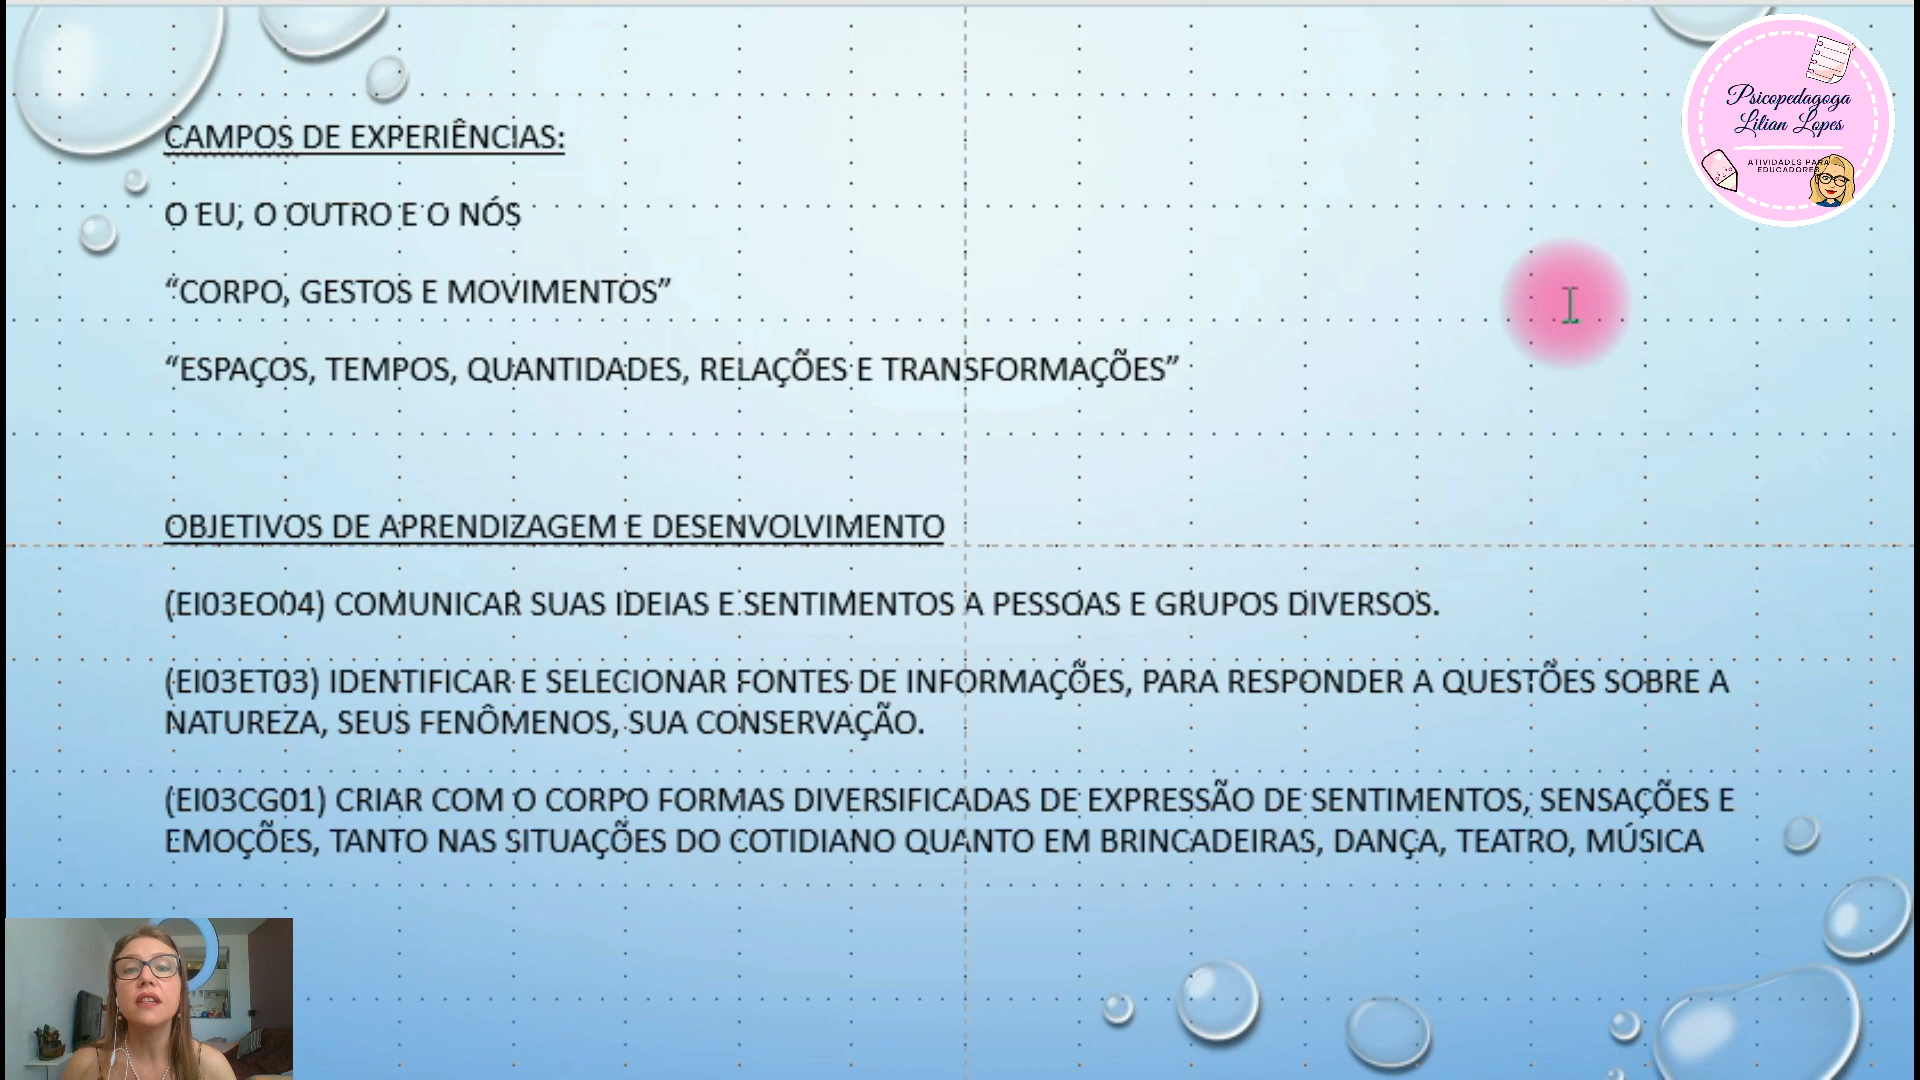 CAMPOS DE EXPERIÊNCIAS:
O EU, O OUTRO E O NÓS
“CORPO, GESTOS E MOVIMENTOS”
“ESPAÇOS, TEMPOS, QUANTIDADES, RELAÇÕES E TRANSFORMAÇÕES”
OBJETIVOS DE APRENDIZAGEM E DESENVOLVIMENTO
(EI03EO04) COMUNICAR SUAS IDEIAS E SENTIMENTOS A PESSOAS E GRUPOS DIVERSOS.
(EI03ET03) IDENTIFICAR E SELECIONAR FONTES DE INFORMAÇÕES, PARA RESPONDER A QUESTÕES SOBRE A
NATUREZA, SEUS FENÔMENOS, SUA CONSERVAÇÃO.
(EI03CG01) CRIAR COM O CORPO FORMAS DIVERSIFICADAS DE EXPRESSÃO DE SENTIMENTOS, SENSAÇÕES E
EMOÇÕES, TANTO NAS SITUAÇÕES DO COTIDIANO QUANTO EM BRINCADEIRAS, DANÇA, TEATRO, MÚSICA
Psicopedagoga
Lilian Lopes
ATIVIDADES PARA
EDUCADORES